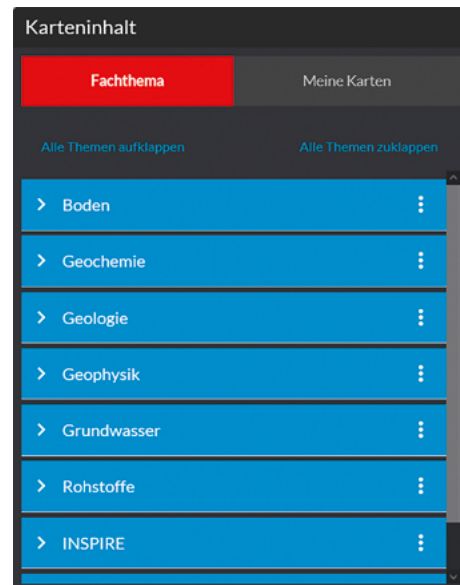 Karteninhalt
Fachthema Meine Karten
Alle Themen aufklappen Alle Themen zuklappen
Boden
Geochemie
Geologie
Geophysik
Grundwasser
Rohstoffe
INSPIRE